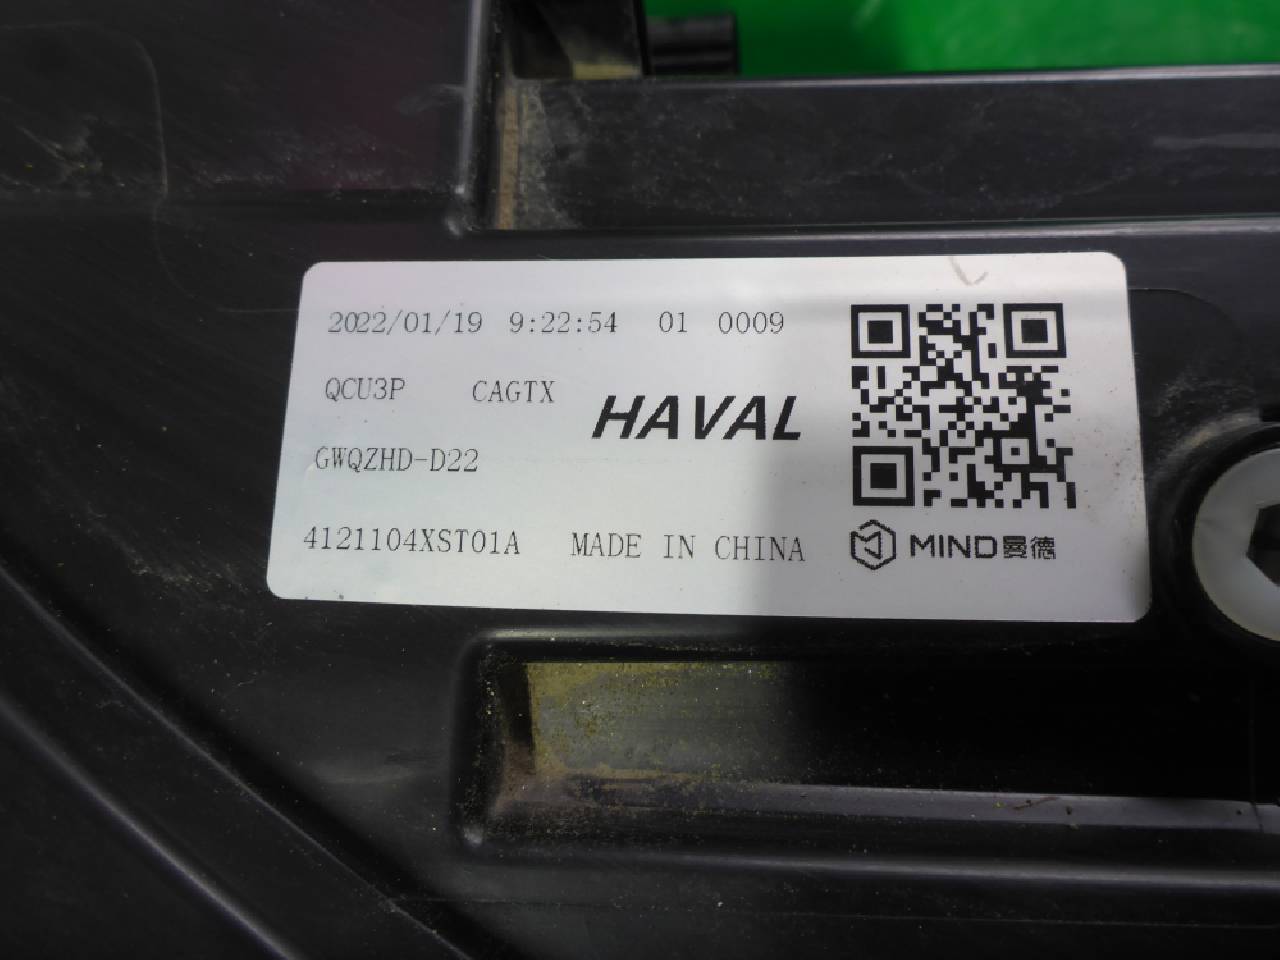 2022/01/19 9:22:54 01 0009
QCU3P CAGTX
HAVAL
GWQZHD-D22
4121104XST01A MADE IN CHINA
MIND曼德